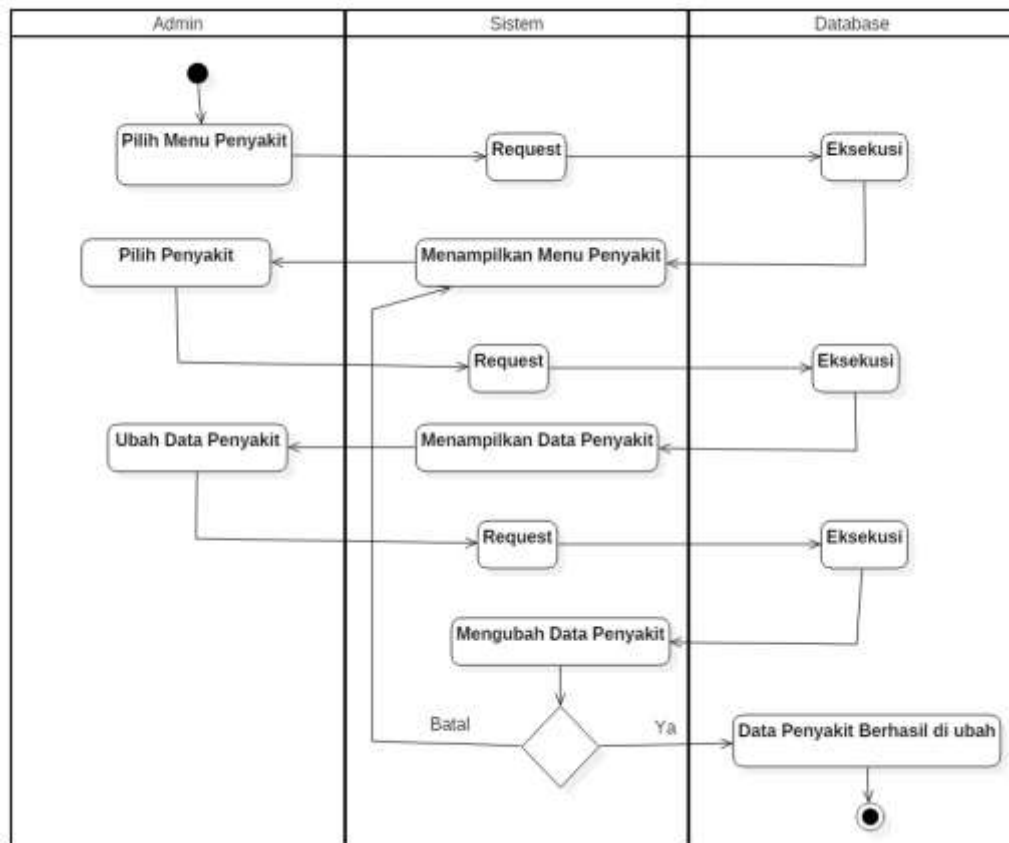 Admin
Sistem
Database
Pilih Menu Penyakit
Request
Eksekusi
Pilih Penyakit
Menampilkan Menu Penyakit
Request
Eksekusi
Ubah Data Penyakit
Menampilkan Data Penyakit
Request
Eksekusi
Mengubah Data Penyakit
Batal
Ya
Data Penyakit Berhasil di ubah